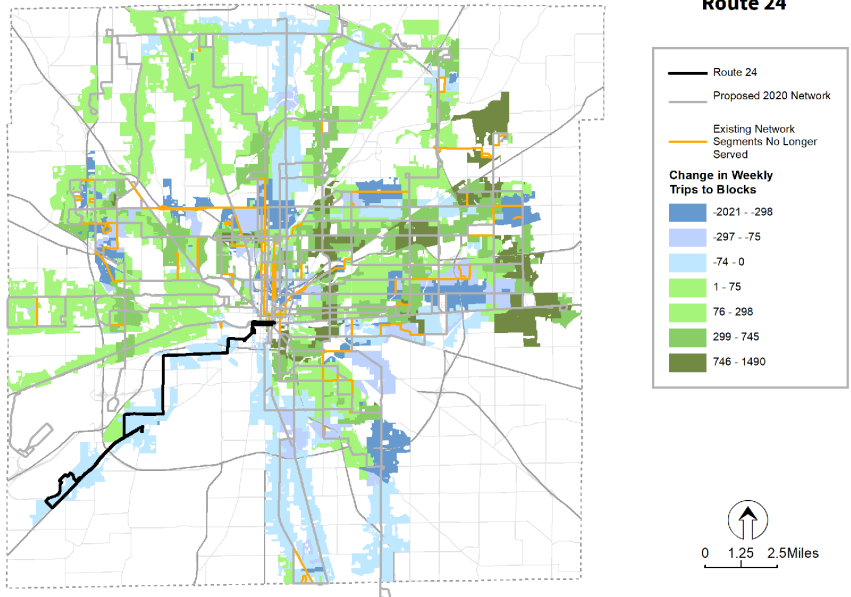 Route 24
Route 24
Proposed 2020 Network
Existing Network
Segments No Longer
Served
Change in Weekly
Trips to Blocks
-2021 - -298
-297 - -75
-74 - 0
1 - 75
76 - 298
299 - 745
746 - 1490
0 1.25 2.5Miles